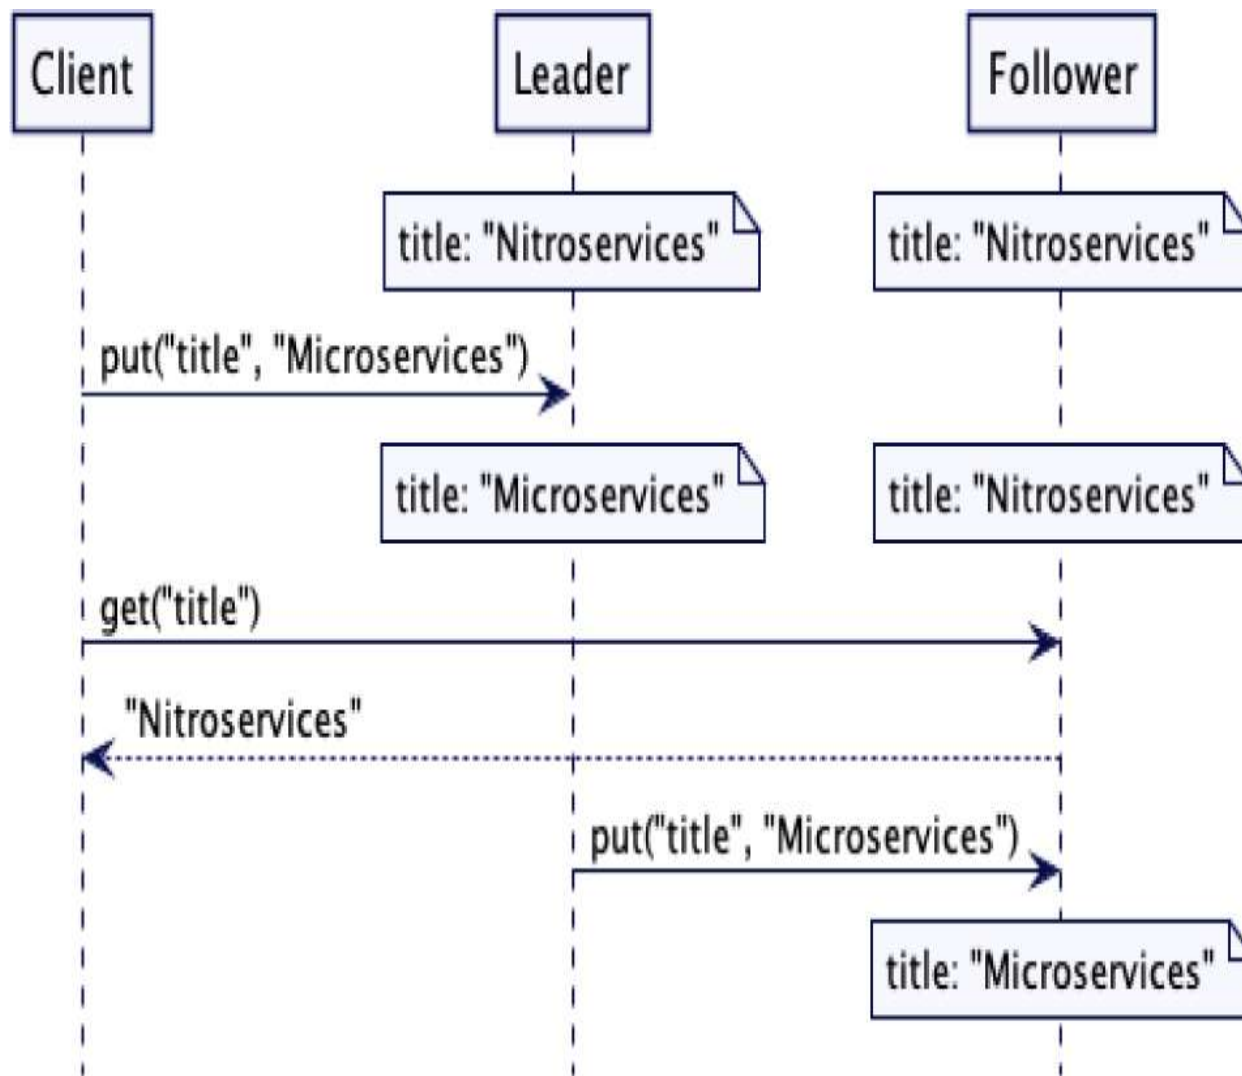 Client
Leader
Follower
title: "Nitroservices"
title: "Nitroservices"
put("title", "Microservices")
title: "Microservices"
title: "Nitroservices"
get("title")
"Nitroservices"
put("title", "Microservices")
title: "Microservices"